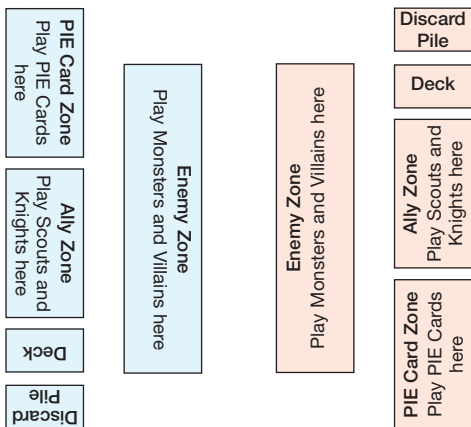 PIE Card Zone
Play PIE Cards
here
Ally Zone
Play Scouts and
Knights here
Deck
Discard
Pile
Enemy Zone
Play Monsters and Villains here
Enemy Zone
Play Monsters and Villains here
Discard
Pile
Deck
Ally Zone
Play Scouts and
Knights here
PIE Card Zone
Play PIE Cards
here